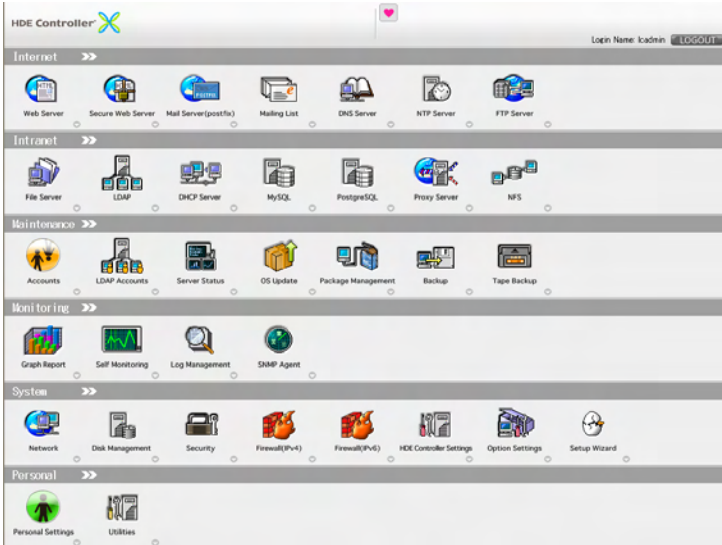 HDE Controller X
Login Name: lcadmin LOGOUT
Internet
Web Server Secure Web Server Mail Server(postfix) Mailing List DNS Server NTP Server FTP Server
Intranet
File Server LDAP DHCP Server MySQL PostgreSQL Proxy Server NFS
Maintenance
Accounts LDAP Accounts Server Status OS Update Package Management Backup Tape Backup
Monitoring
Graph Report Self Monitoring Log Management SNMP Agent
System
Network Disk Management Security Firewall(IPv4) Firewall(IPv6) HDE Controller Settings Option Settings Setup Wizard
Personal
Personal Settings Utilities